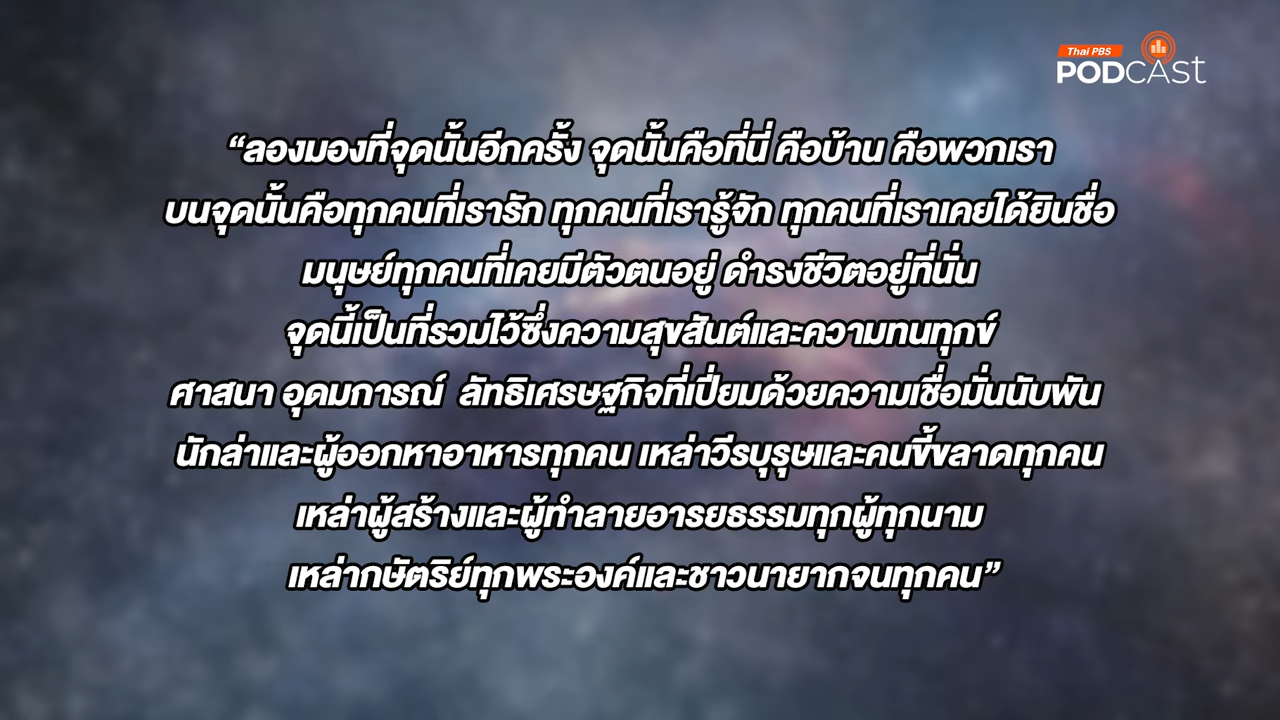 Thai PBS
PODCASt
“ลองมองที่จุดนั้นอีกครั้ง จุดนั้นคือที่นี่ คือบ้าน คือพวกเรา
บนจุดนั้นคือทุกคนที่เรารัก ทุกคนที่เรารู้จัก ทุกคนที่เราเคยได้ยินชื่อ
มนุษย์ทุกคนที่เคยมีตัวตนอยู่ ดำรงชีวิตอยู่ที่นั่น
จุดนี้เป็นที่รวมไว้ซึ่งความสุขสันต์และความทนทุกข์
ศาสนา อุดมการณ์  ลัทธิเศรษฐกิจที่เปี่ยมด้วยความเชื่อมั่นนับพัน
นักล่าและผู้ออกหาอาหารทุกคน เหล่าวีรบุรุษและคนขี้ขลาดทุกคน
เหล่าผู้สร้างและผู้ทำลายอารยธรรมทุกผู้ทุกนาม
เหล่ากษัตริย์ทุกพระองค์และชาวนายากจนทุกคน”